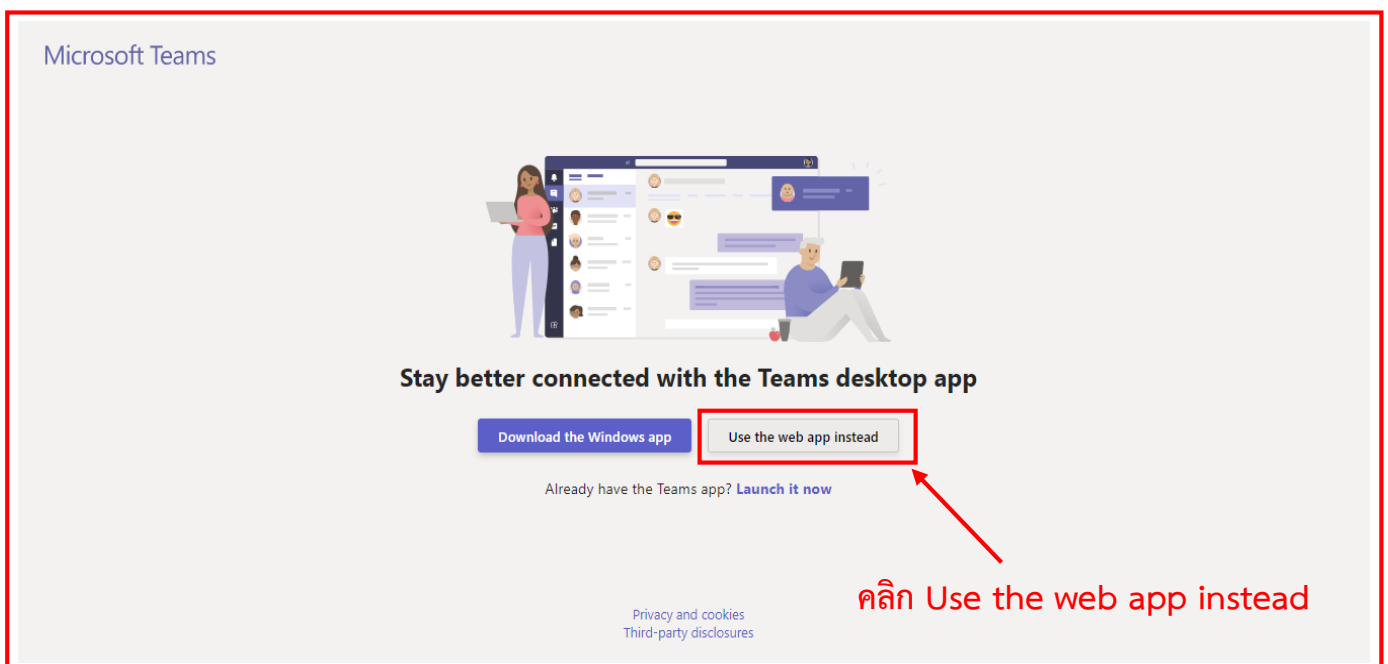 Microsoft Teams
Stay better connected with the Teams desktop app
Download the Windows app
Use the web app instead
Already have the Teams app? Launch it now
คลิก Use the web app instead
Privacy and cookies
Third-party disclosures